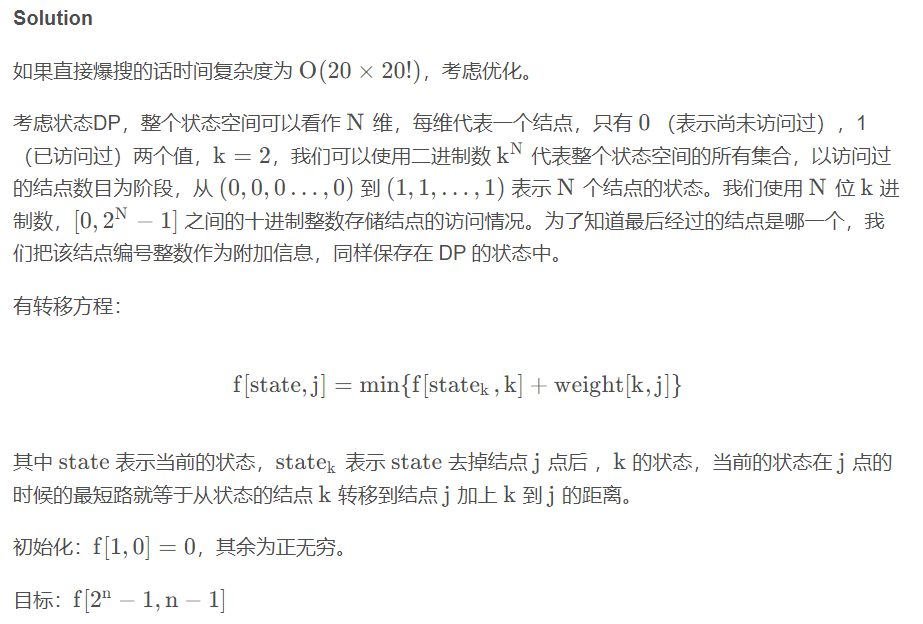 Solution
如果直接爆搜的话时间复杂度为 O(20 × 20!)，考虑优化。
考虑状态DP，整个状态空间可以看作 N 维，每维代表一个结点，只有 0 （表示尚未访问过），1
（已访问过）两个值，k = 2，我们可以使用二进制数 k^N 代表整个状态空间的所有集合，以访问过
的结点数目为阶段，从 (0, 0, 0 … , 0) 到 (1, 1, … , 1) 表示 N 个结点的状态。我们使用 N 位 k 进
制数，[0, 2^N − 1] 之间的十进制整数存储结点的访问情况。为了知道最后经过的结点是哪一个，我
们把该结点编号整数作为附加信息，同样保存在 DP 的状态中。
有转移方程：
f[state, j] = min{f[state_k, k] + weight[k, j]}
其中 state 表示当前的状态，state_k 表示 state 去掉结点 j 点后 ，k 的状态，当前的状态在 j 点的
时候的最短路就等于从状态的结点 k 转移到结点 j 加上 k 到 j 的距离。
初始化：f[1, 0] = 0，其余为正无穷。
目标：f[2^n − 1, n − 1]